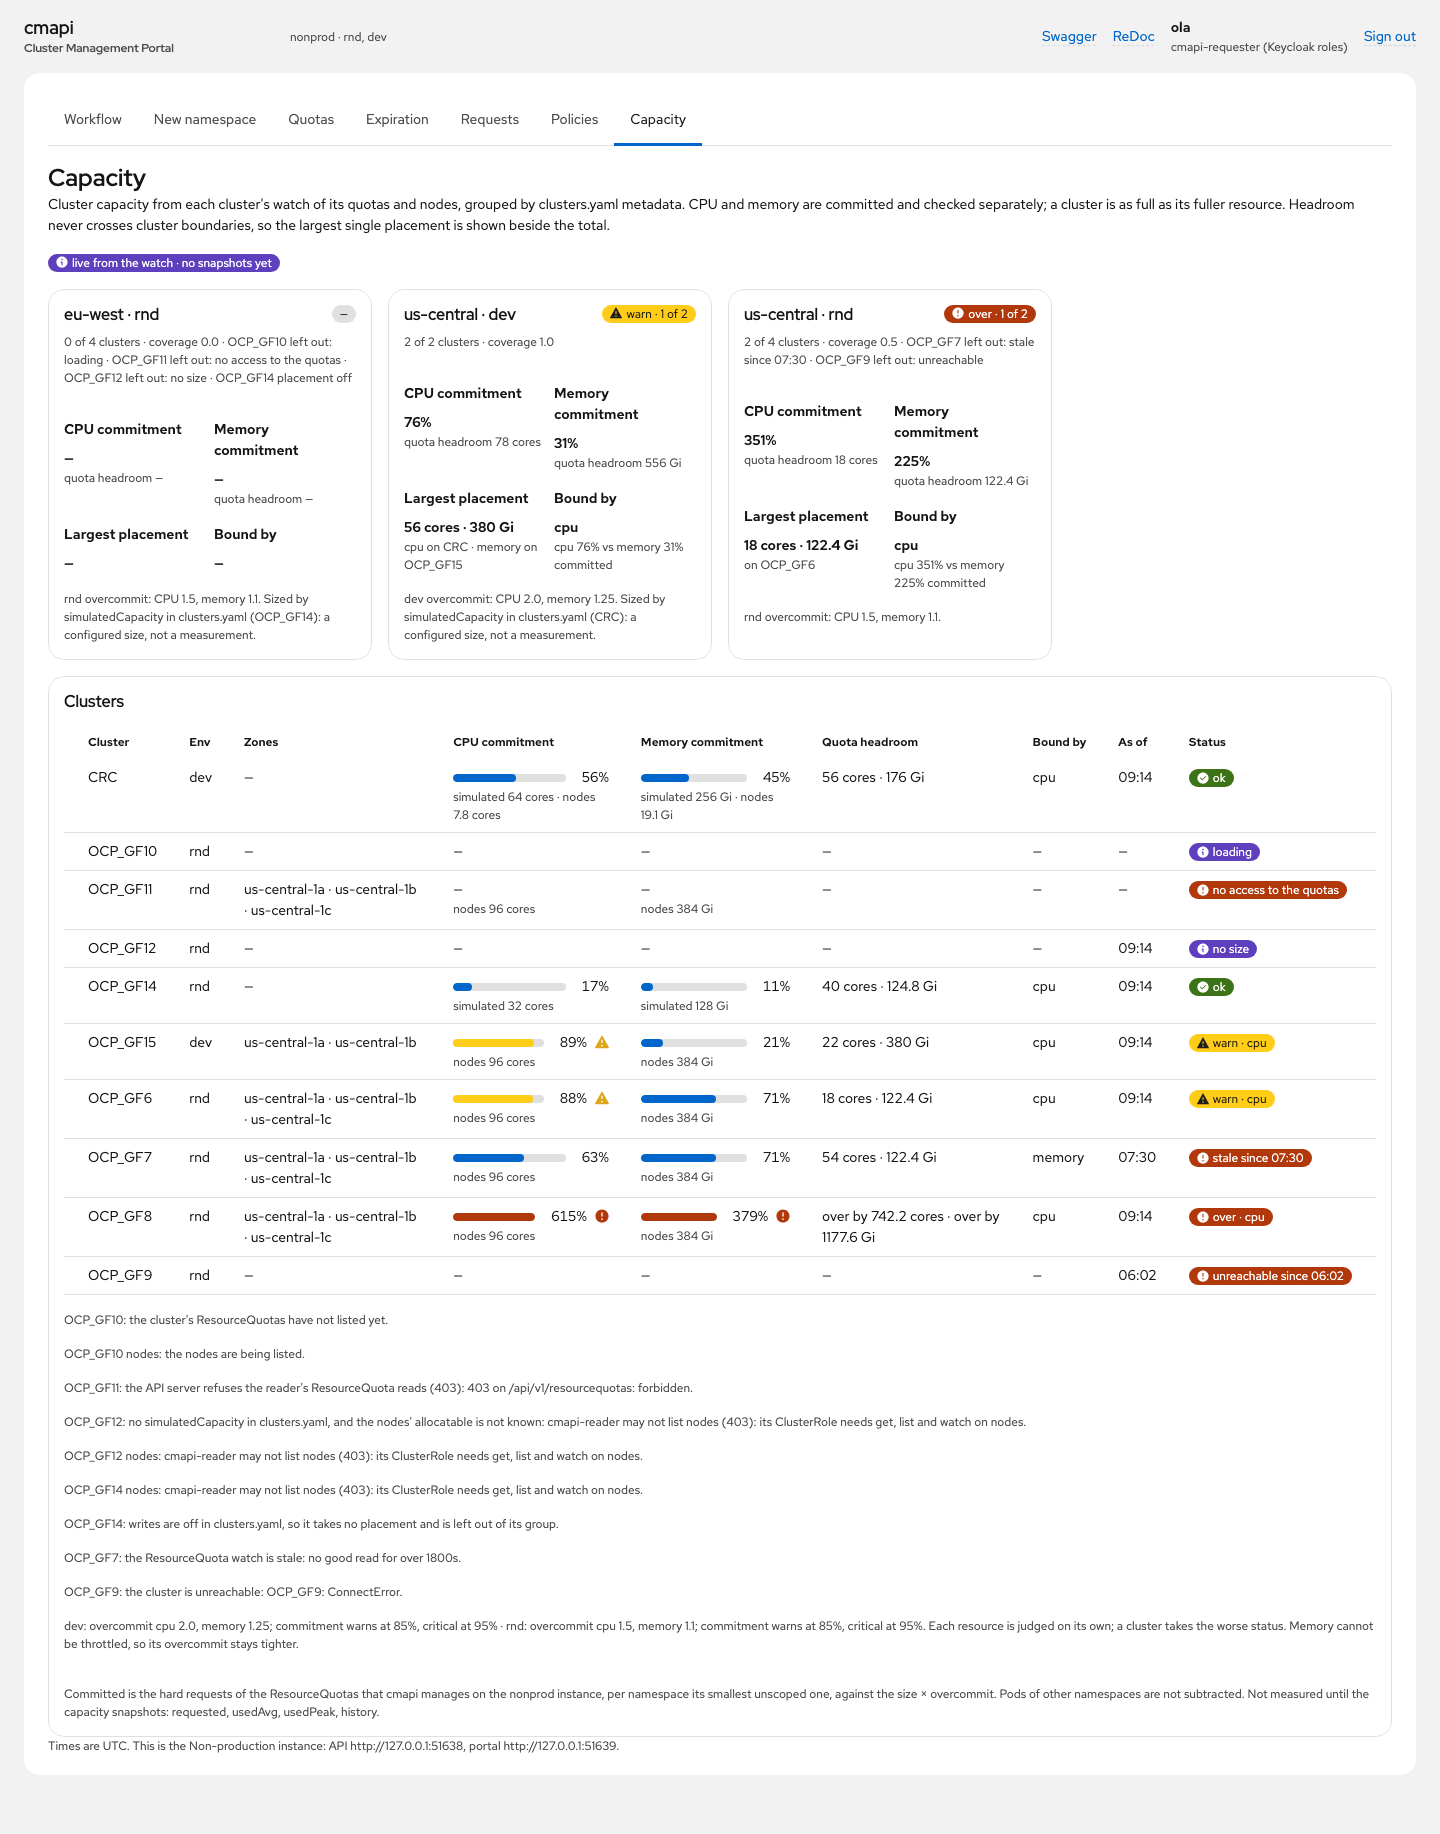 cmapi
Cluster Management Portal
nonprod · rnd, dev
Swagger
ReDoc
ola
cmapi-requester (Keycloak roles)
Sign out
Workflow
New namespace
Quotas
Expiration
Requests
Policies
Capacity
Capacity
Cluster capacity from each cluster's watch of its quotas and nodes, grouped by clusters.yaml metadata. CPU and memory are committed and checked separately; a cluster is as full as its fuller resource. Headroom
never crosses cluster boundaries, so the largest single placement is shown beside the total.
live from the watch · no snapshots yet
eu-west · rnd
–
0 of 4 clusters · coverage 0.0 · OCP_GF10 left out:
loading · OCP_GF11 left out: no access to the quotas ·
OCP_GF12 left out: no size · OCP_GF14 placement off
CPU commitment
–
quota headroom –
Memory
commitment
–
quota headroom –
Largest placement
–
Bound by
–
rnd overcommit: CPU 1.5, memory 1.1. Sized by
simulatedCapacity in clusters.yaml (OCP_GF14): a
configured size, not a measurement.
us-central · dev
warn · 1 of 2
2 of 2 clusters · coverage 1.0
CPU commitment
76%
quota headroom 78 cores
Memory
commitment
31%
quota headroom 556 Gi
Largest placement
56 cores · 380 Gi
cpu on CRC · memory on
OCP_GF15
Bound by
cpu
cpu 76% vs memory 31%
committed
dev overcommit: CPU 2.0, memory 1.25. Sized by
simulatedCapacity in clusters.yaml (CRC): a
configured size, not a measurement.
us-central · rnd
over · 1 of 2
2 of 4 clusters · coverage 0.5 · OCP_GF7 left out: stale
since 07:30 · OCP_GF9 left out: unreachable
CPU commitment
351%
quota headroom 18 cores
Memory
commitment
225%
quota headroom 122.4 Gi
Largest placement
18 cores · 122.4 Gi
on OCP_GF6
Bound by
cpu
cpu 351% vs memory
225% committed
rnd overcommit: CPU 1.5, memory 1.1.
Clusters
Cluster Env Zones CPU commitment Memory commitment Quota headroom Bound by As of Status
CRC dev – 56% 45% 56 cores · 176 Gi cpu 09:14 ok
simulated 64 cores · nodes
7.8 cores
simulated 256 Gi · nodes
19.1 Gi
OCP_GF10 rnd – – – – – – loading
OCP_GF11 rnd us-central-1a · us-central-1b – – – – – no access to the quotas
· us-central-1c nodes 96 cores nodes 384 Gi
OCP_GF12 rnd – – – – – 09:14 no size
OCP_GF14 rnd – 17% 11% 40 cores · 124.8 Gi cpu 09:14 ok
simulated 32 cores simulated 128 Gi
OCP_GF15 dev us-central-1a · us-central-1b 89% 21% 22 cores · 380 Gi cpu 09:14 warn · cpu
nodes 96 cores nodes 384 Gi
OCP_GF6 rnd us-central-1a · us-central-1b 88% 71% 18 cores · 122.4 Gi cpu 09:14 warn · cpu
· us-central-1c nodes 96 cores nodes 384 Gi
OCP_GF7 rnd us-central-1a · us-central-1b 63% 71% 54 cores · 122.4 Gi memory 07:30 stale since 07:30
· us-central-1c nodes 96 cores nodes 384 Gi
OCP_GF8 rnd us-central-1a · us-central-1b 615% 379% over by 742.2 cores · over by cpu 09:14 over · cpu
· us-central-1c nodes 96 cores nodes 384 Gi 1177.6 Gi
OCP_GF9 rnd – – – – – 06:02 unreachable since 06:02
OCP_GF10: the cluster's ResourceQuotas have not listed yet.
OCP_GF10 nodes: the nodes are being listed.
OCP_GF11: the API server refuses the reader's ResourceQuota reads (403): 403 on /api/v1/resourcequotas: forbidden.
OCP_GF12: no simulatedCapacity in clusters.yaml, and the nodes' allocatable is not known: cmapi-reader may not list nodes (403): its ClusterRole needs get, list and watch on nodes.
OCP_GF12 nodes: cmapi-reader may not list nodes (403): its ClusterRole needs get, list and watch on nodes.
OCP_GF14 nodes: cmapi-reader may not list nodes (403): its ClusterRole needs get, list and watch on nodes.
OCP_GF14: writes are off in clusters.yaml, so it takes no placement and is left out of its group.
OCP_GF7: the ResourceQuota watch is stale: no good read for over 1800s.
OCP_GF9: the cluster is unreachable: OCP_GF9: ConnectError.
dev: overcommit cpu 2.0, memory 1.25; commitment warns at 85%, critical at 95% · rnd: overcommit cpu 1.5, memory 1.1; commitment warns at 85%, critical at 95%. Each resource is judged on its own; a cluster takes the worse status. Memory cannot
be throttled, so its overcommit stays tighter.
Committed is the hard requests of the ResourceQuotas that cmapi manages on the nonprod instance, per namespace its smallest unscoped one, against the size × overcommit. Pods of other namespaces are not subtracted. Not measured until the
capacity snapshots: requested, usedAvg, usedPeak, history.
Times are UTC. This is the Non-production instance: API http://127.0.0.1:51638, portal http://127.0.0.1:51639.